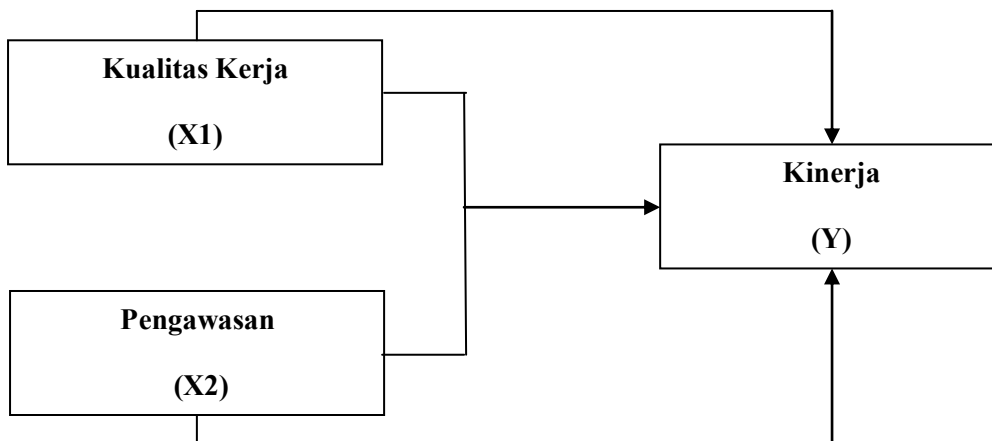 Kualitas Kerja
(X1)
Kinerja
(Y)
Pengawasan
(X2)